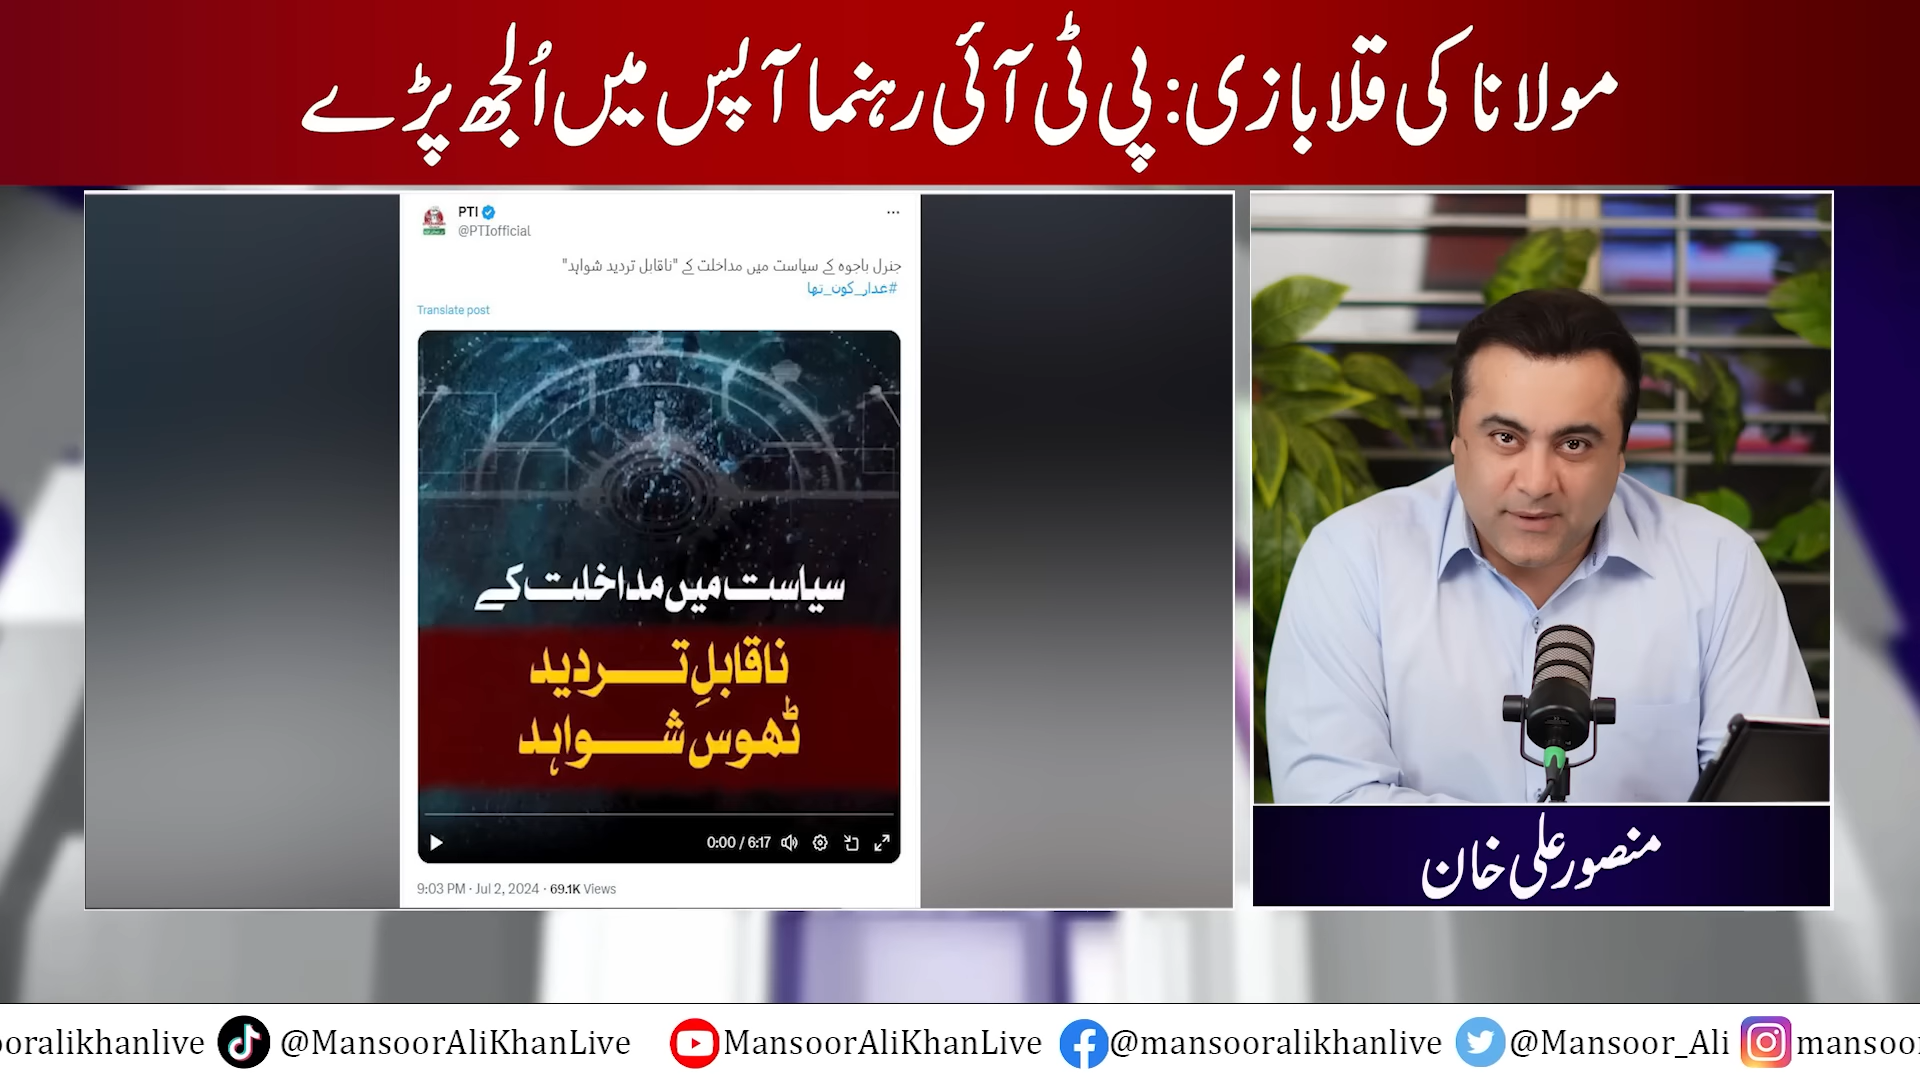 مولانا کی قلابازی: پی ٹی آئی رہنما آپس میں اُلجھ پڑے
PTI
@PTIofficial
جنرل باجوہ کے سیاست میں مداخلت کے "ناقابل تردید شواہد"
#غدار_کون_تھا
Translate post
سیاست میں مداخلت کے
ناقابلِ تردید
ٹھوس شواہد
0:00 / 6:17
9:03 PM · Jul 2, 2024 · 69.1K Views
منصور علی خان
ooralikhanlive @MansoorAliKhanLive MansoorAliKhanLive @mansooralikhanlive @Mansoor_Ali mansoor